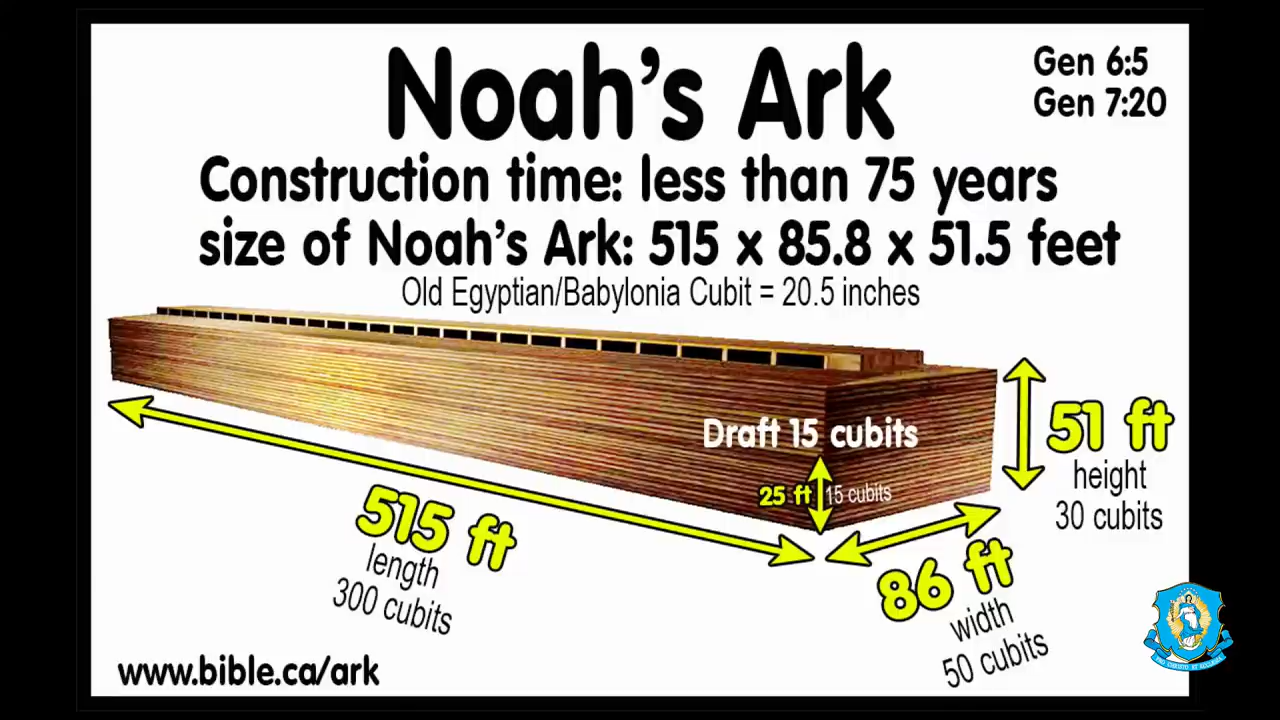 Noah's Ark
Gen 6:5
Gen 7:20
Construction time: less than 75 years
size of Noah's Ark: 515 x 85.8 x 51.5 feet
Old Egyptian/Babylonia Cubit = 20.5 inches
Draft 15 cubits
25 ft 15 cubits
51 ft
height
30 cubits
515 ft
length
300 cubits
86 ft
width
50 cubits
www.bible.ca/ark